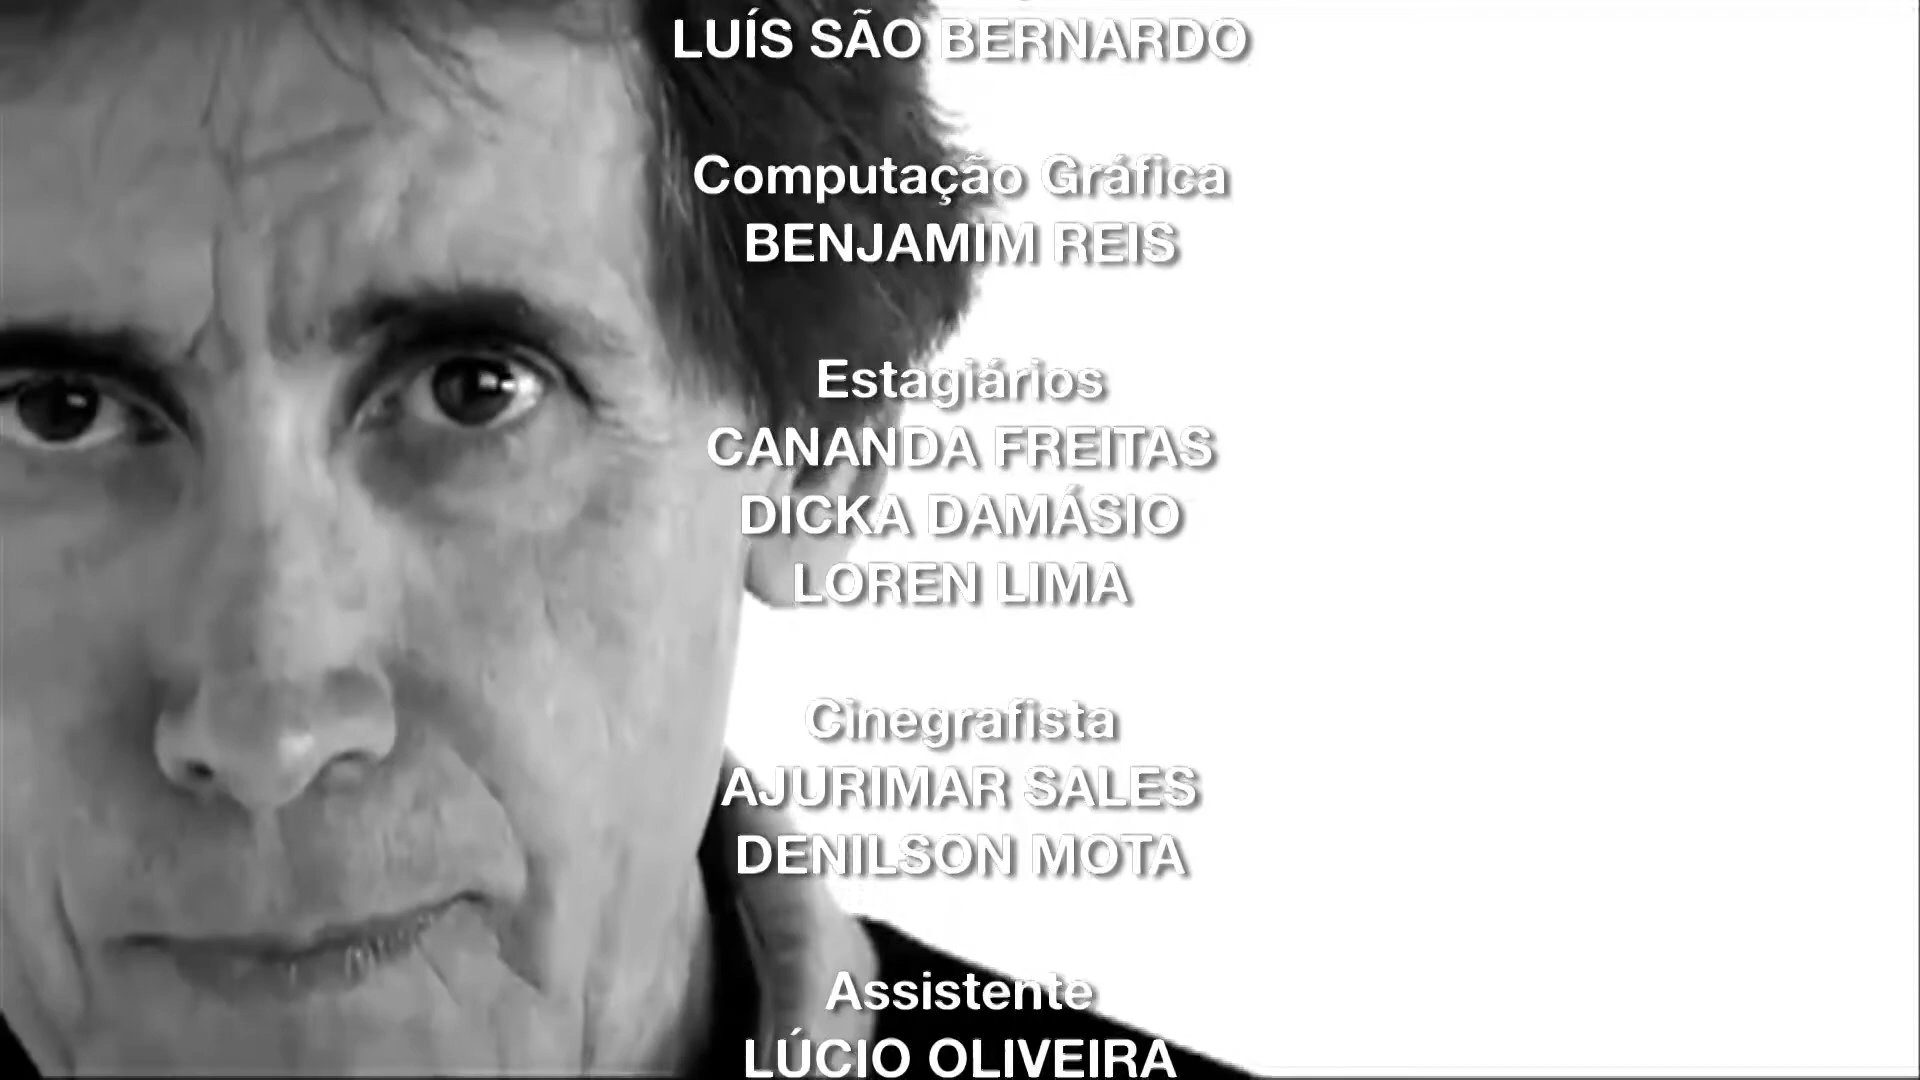 LUÍS SÃO BERNARDO
Computação Gráfica
BENJAMIM REIS
Estagiários
CANANDA FREITAS
DICKA DAMÁSIO
LOREN LIMA
Cinegrafista
AJURIMAR SALES
DENILSON MOTA
Assistente
LÚCIO OLIVEIRA